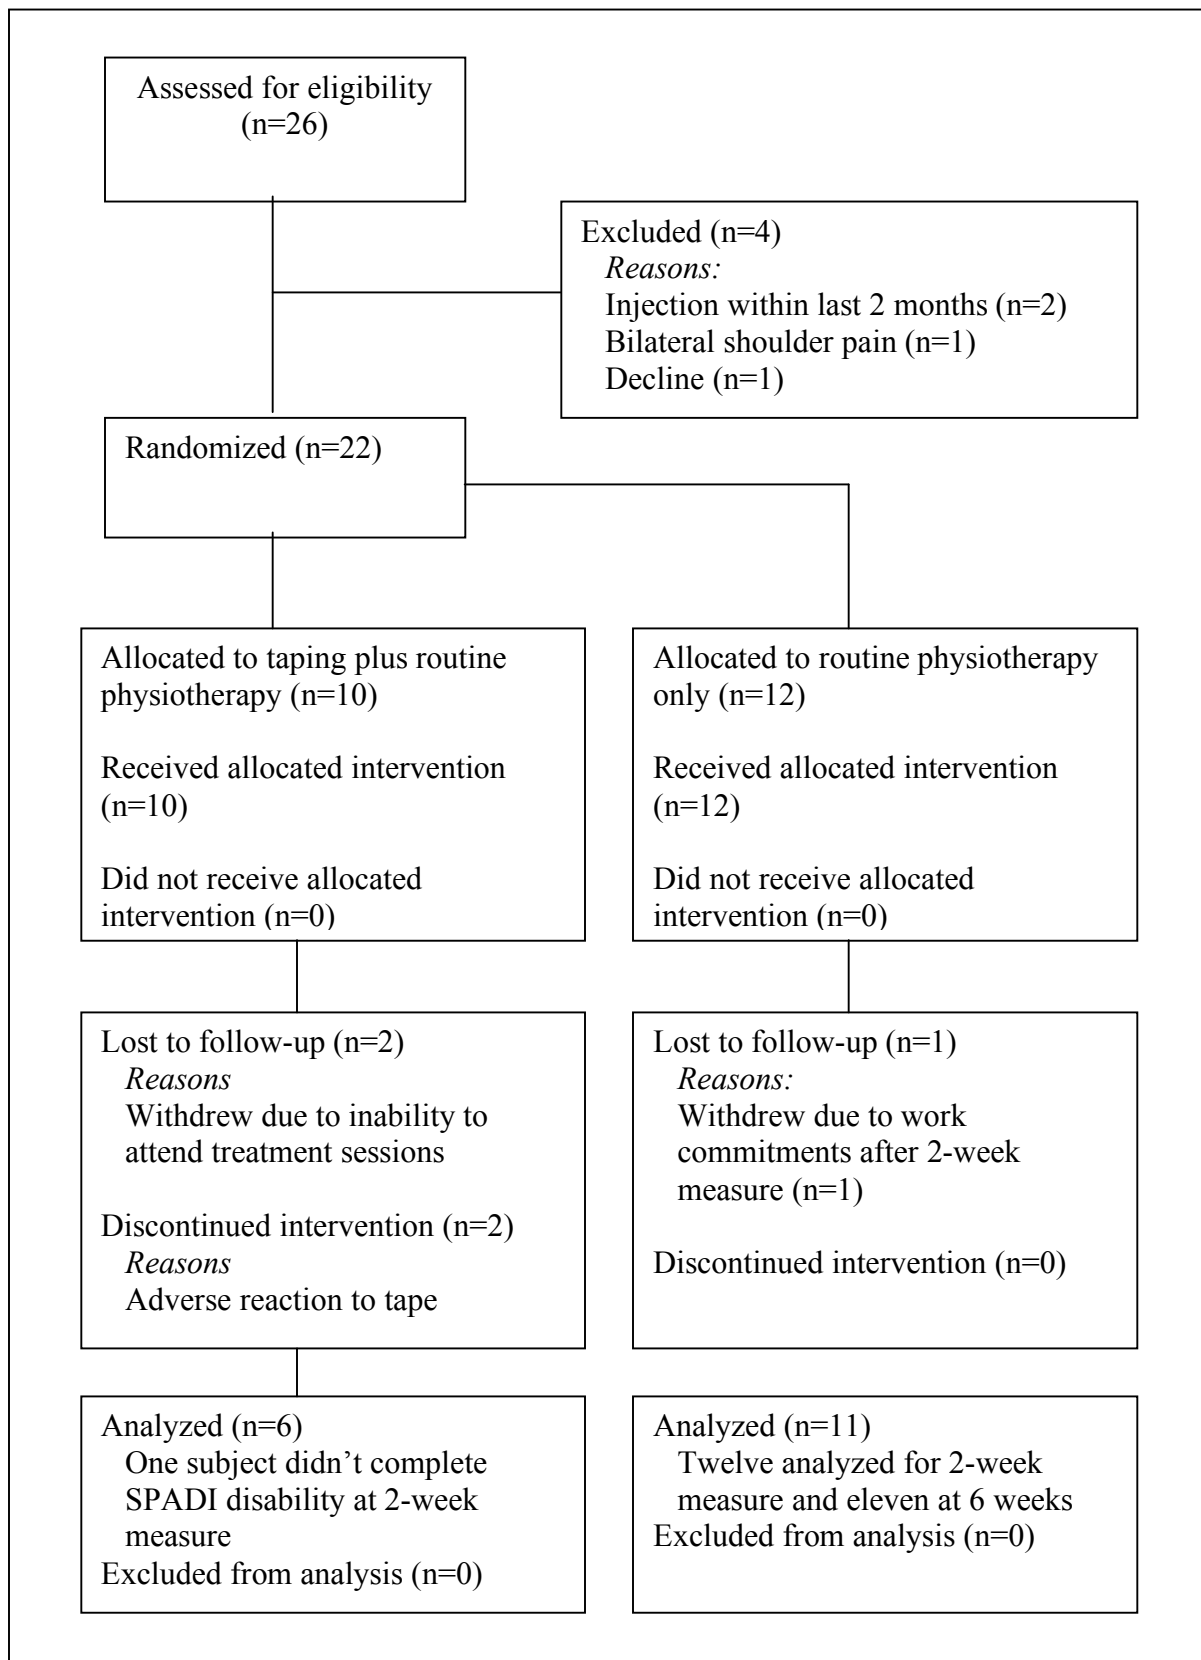 Assessed for eligibility
(n=26)
Excluded (n=4)
Reasons:
Injection within last 2 months (n=2)
Bilateral shoulder pain (n=1)
Decline (n=1)
Randomized (n=22)
Allocated to taping plus routine
physiotherapy (n=10)
Received allocated intervention
(n=10)
Did not receive allocated
intervention (n=0)
Allocated to routine physiotherapy
only (n=12)
Received allocated intervention
(n=12)
Did not receive allocated
intervention (n=0)
Lost to follow-up (n=2)
Reasons
Withdrew due to inability to
attend treatment sessions
Discontinued intervention (n=2)
Reasons
Adverse reaction to tape
Lost to follow-up (n=1)
Reasons:
Withdrew due to work
commitments after 2-week
measure (n=1)
Discontinued intervention (n=0)
Analyzed (n=6)
One subject didn’t complete
SPADI disability at 2-week
measure
Excluded from analysis (n=0)
Analyzed (n=11)
Twelve analyzed for 2-week
measure and eleven at 6 weeks
Excluded from analysis (n=0)